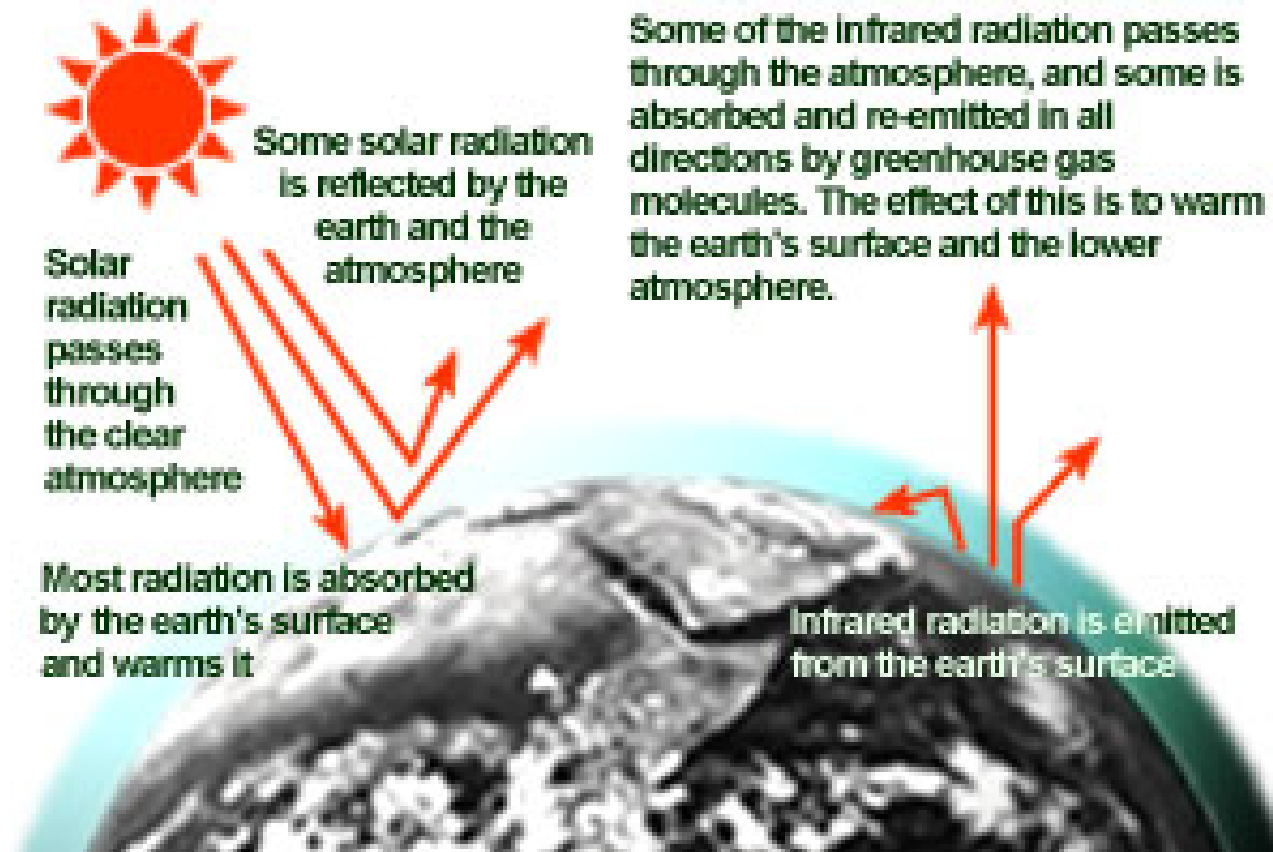 Some solar radiation
is reflected by the
earth and the
atmosphere
Some of the infrared radiation passes
through the atmosphere, and some is
absorbed and re-emitted in all
directions by greenhouse gas
molecules. The effect of this is to warm
the earth's surface and the lower
atmosphere.
Solar
radiation
passes
through
the clear
atmosphere
Most radiation is absorbed
by the earth's surface
and warms it
Infrared radiation is emitted
from the earth's surface